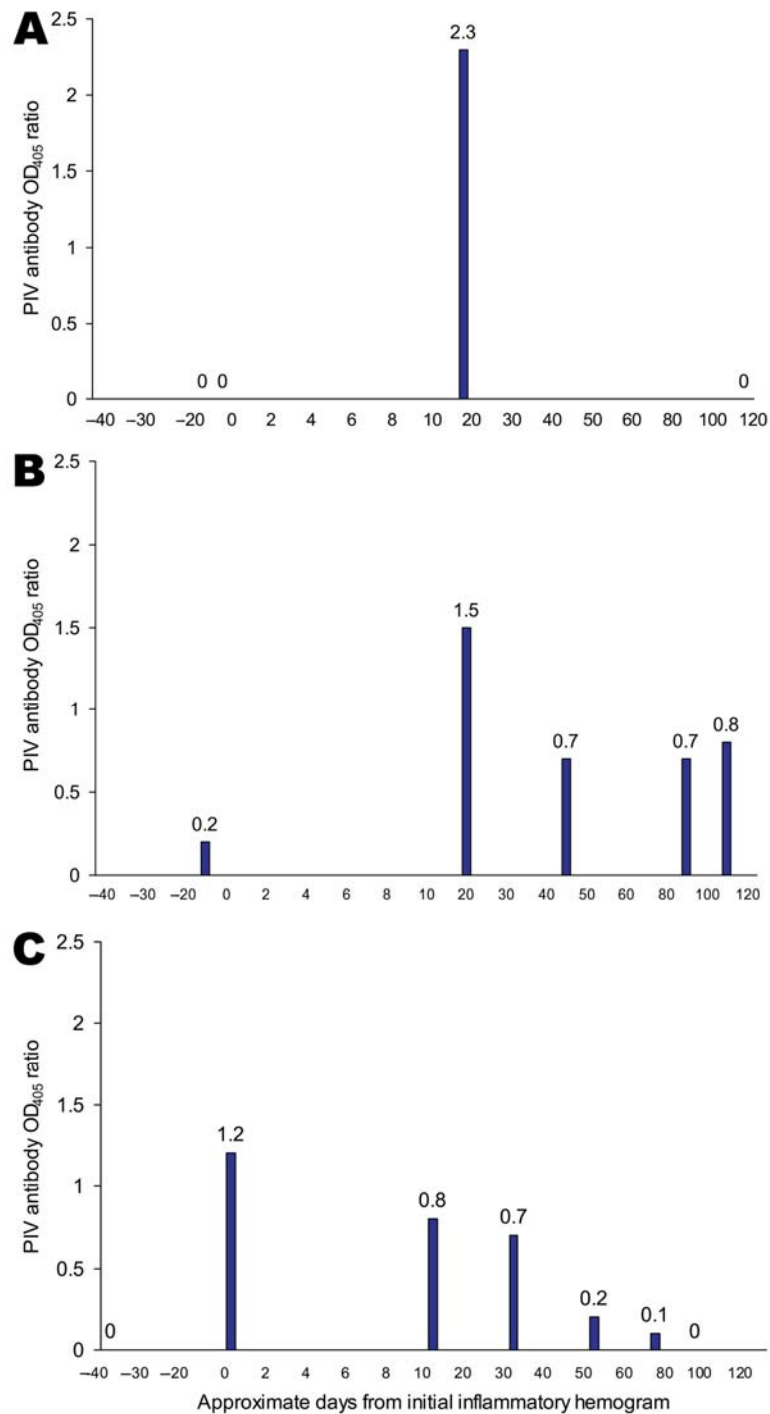 A
PIV antibody OD405 ratio
2.5
2
1.5
1
0.5
0
0 0 2.3 0
–40 –30 –20 0 2 4 6 8 10 20 30 40 50 60 80 100 120
B
PIV antibody OD405 ratio
2.5
2
1.5
1
0.5
0
0.2 1.5 0.7 0.7 0.8
–40 –30 –20 0 2 4 6 8 10 20 30 40 50 60 80 100 120
C
PIV antibody OD405 ratio
2.5
2
1.5
1
0.5
0
0 1.2 0.8 0.7 0.2 0.1 0
–40 –30 –20 0 2 4 6 80 10 20 30 40 50 60 80 100 120
Approximate days from initial inflammatory hemogram